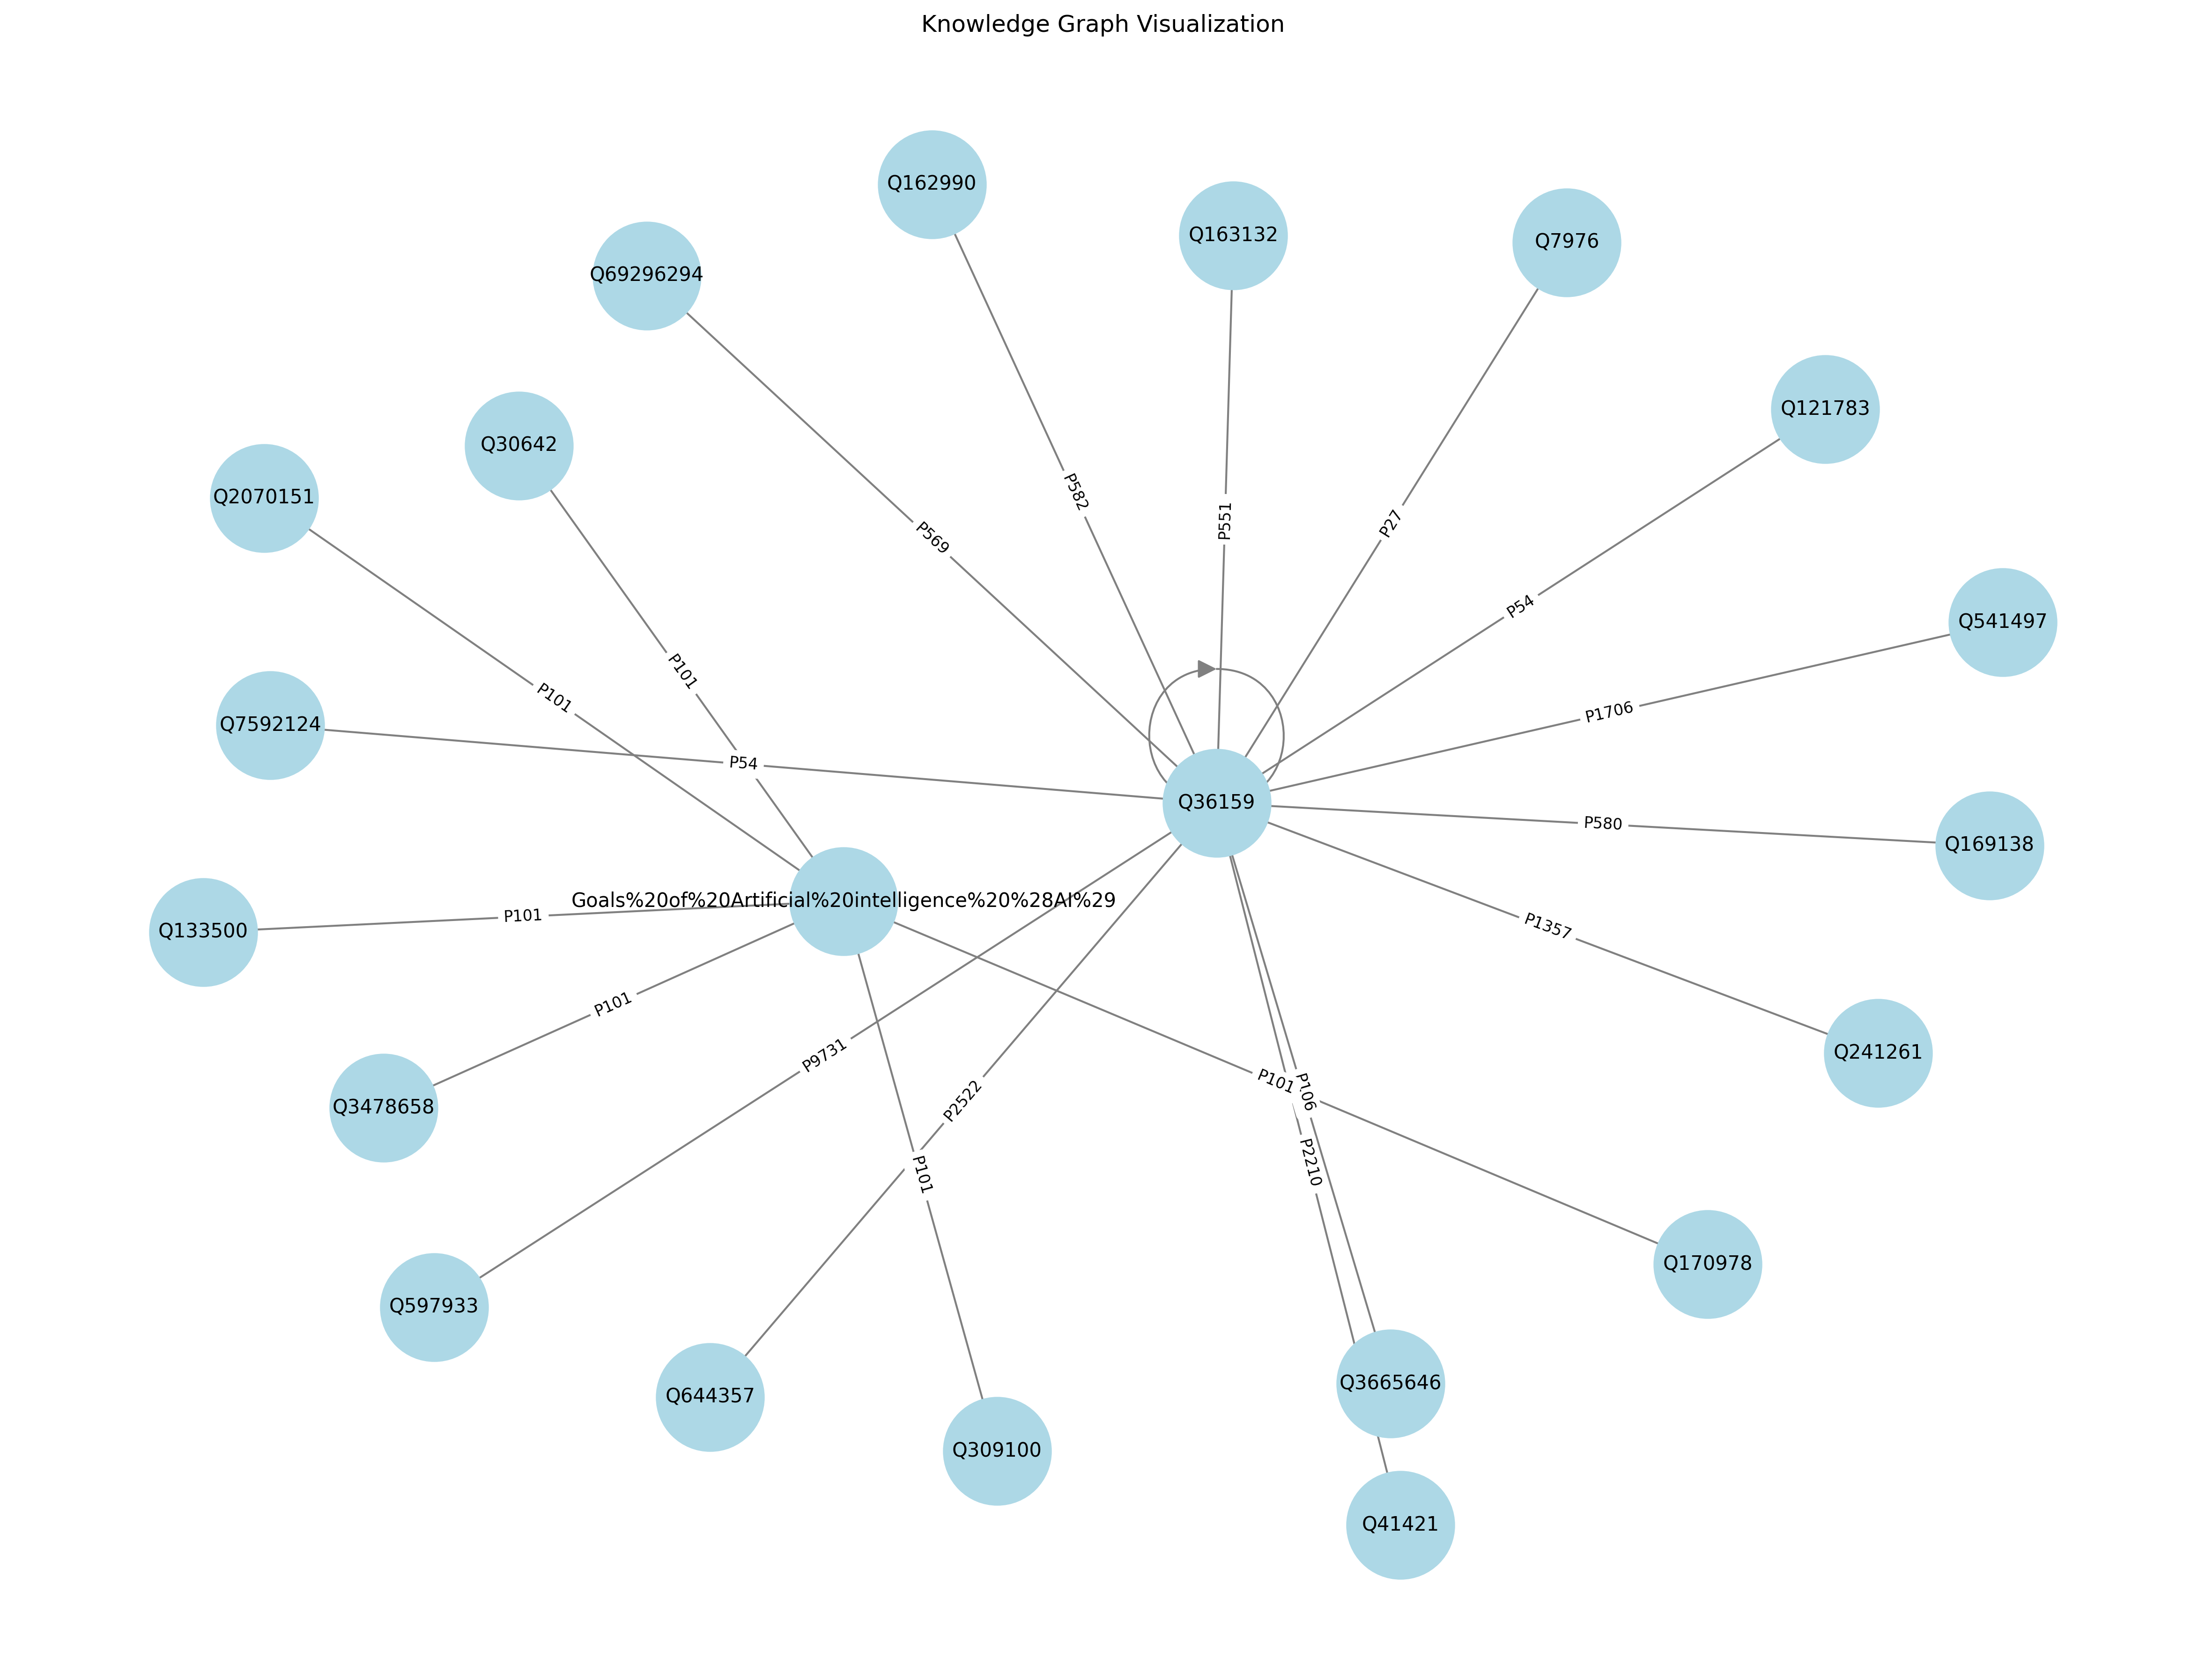 Knowledge Graph Visualization
Q162990
Q163132
Q7976
Q69296294
Q121783
Q30642
Q2070151
P582
P551
P27
P569
P54
Q541497
P101
P101
P1706
Q7592124
P54
Q36159
P580
Q169138
Goals%20of%20Artificial%20intelligence%20%28AI%29
Q133500
P101
P1357
P101
P9731
Q241261
P2522
P101
P106
Q3478658
P101
P2210
Q170978
Q597933
Q644357
Q3665646
Q309100
Q41421